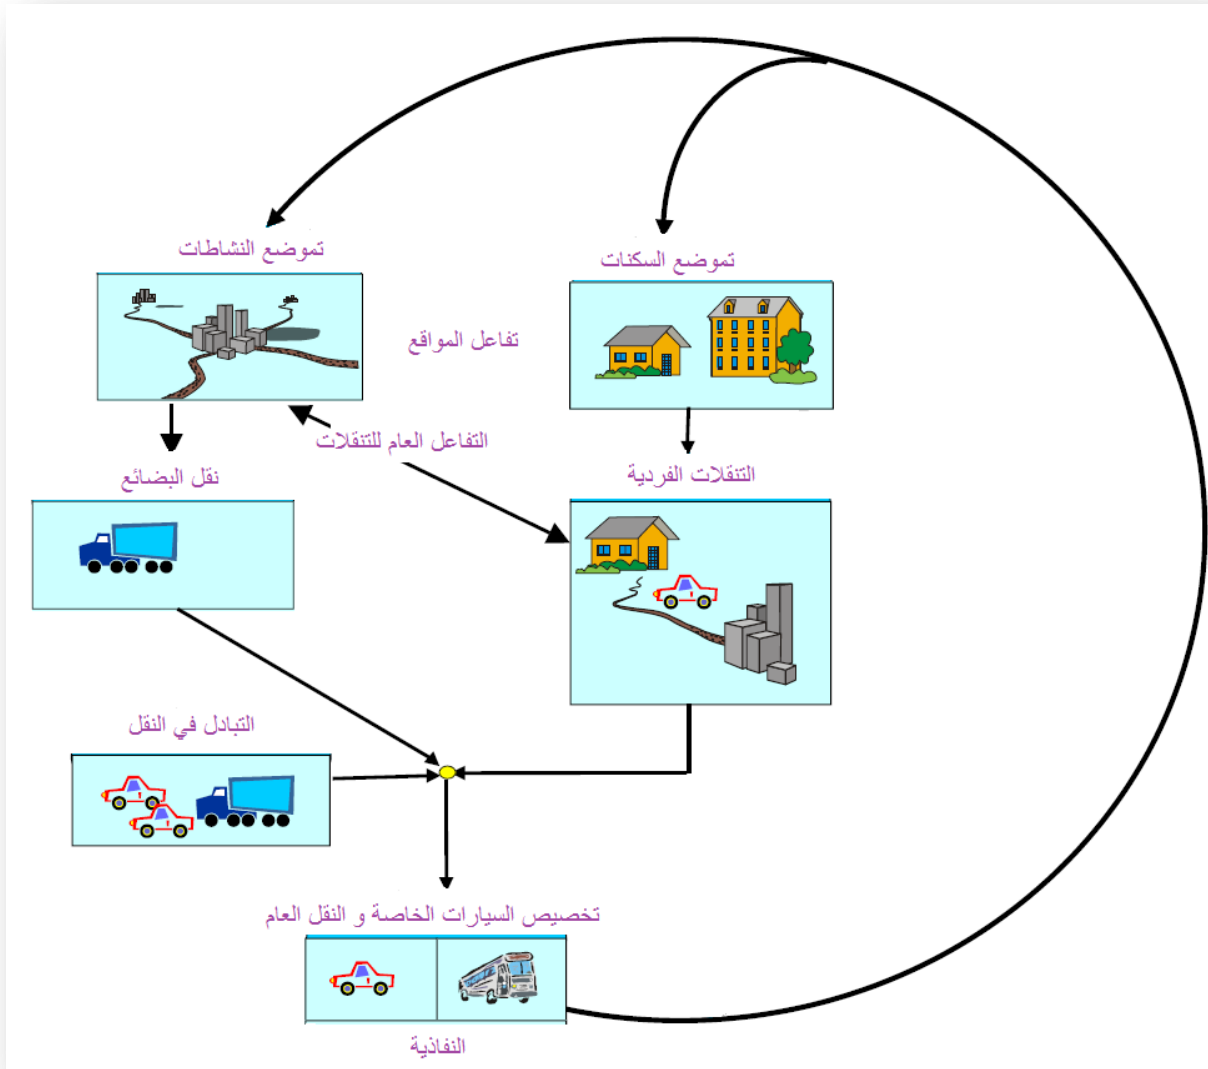 تموضع النشاطات
تموضع السكنات
تفاعل المواقع
التفاعل العام للتنقلات
نقل البضائع
التنقلات الفردية
التبادل في النقل
تخصيص السيارات الخاصة و النقل العام
النفاذية